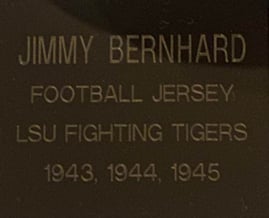 JIMMY BERNHARD
FOOTBALL JERSEY
LSU FIGHTING TIGERS
1943, 1944, 1945